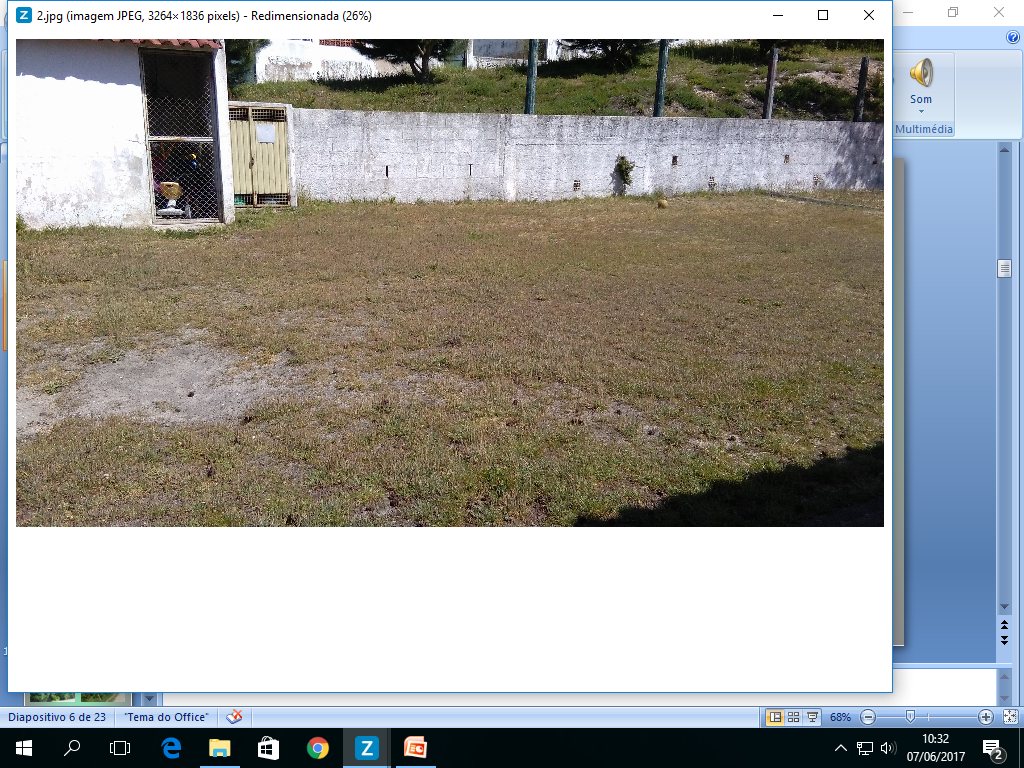 2.jpg (imagem JPEG, 3264×1836 pixels) - Redimensionada (26%)
Som
Multimédia
Diapositivo 6 de 23
"Tema do Office"
68%
10:32
07/06/2017
2